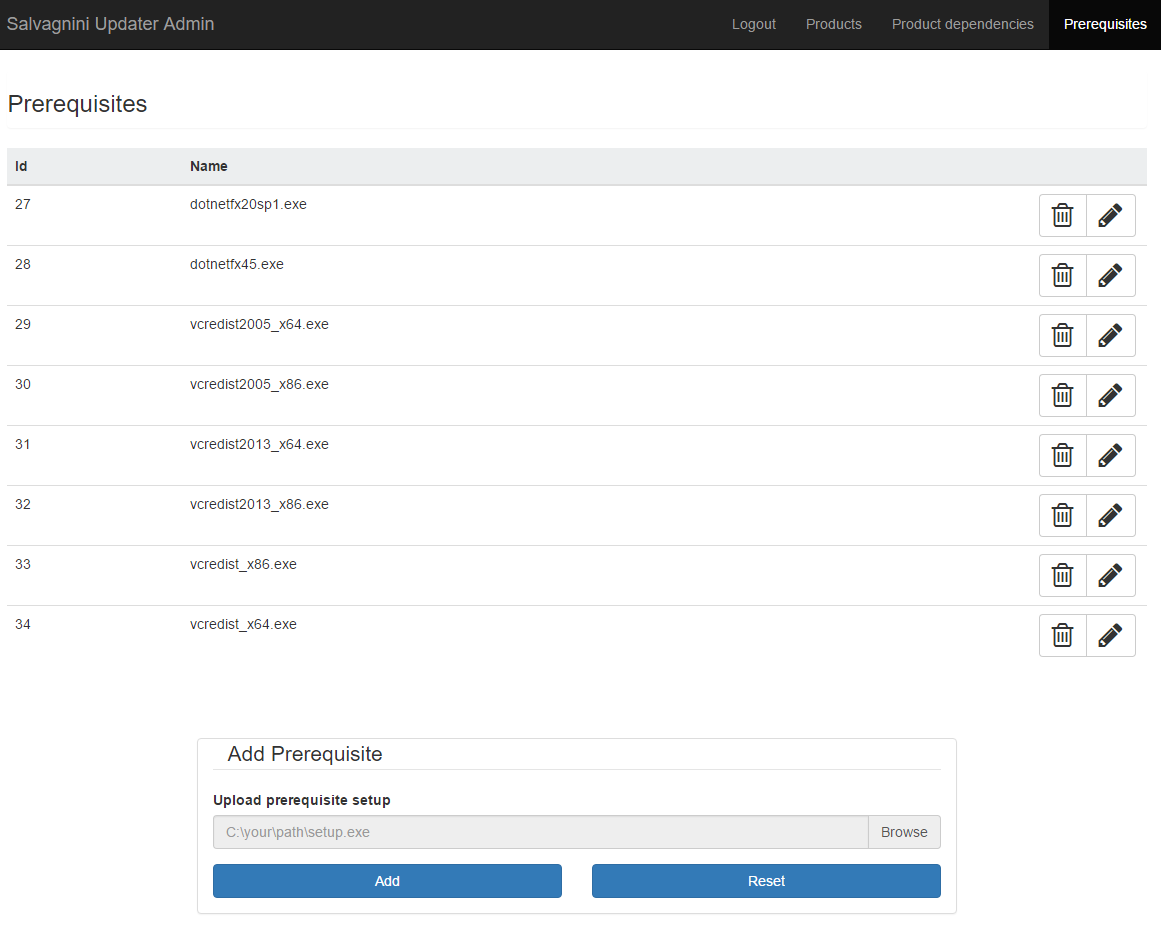 Salvagnini Updater Admin Logout Products Product dependencies Prerequisites
Prerequisites
Id Name
27 dotnetfx20sp1.exe
28 dotnetfx45.exe
29 vcredist2005_x64.exe
30 vcredist2005_x86.exe
31 vcredist2013_x64.exe
32 vcredist2013_x86.exe
33 vcredist_x86.exe
34 vcredist_x64.exe
Add Prerequisite
Upload prerequisite setup
C:\your\path\setup.exe Browse
Add Reset